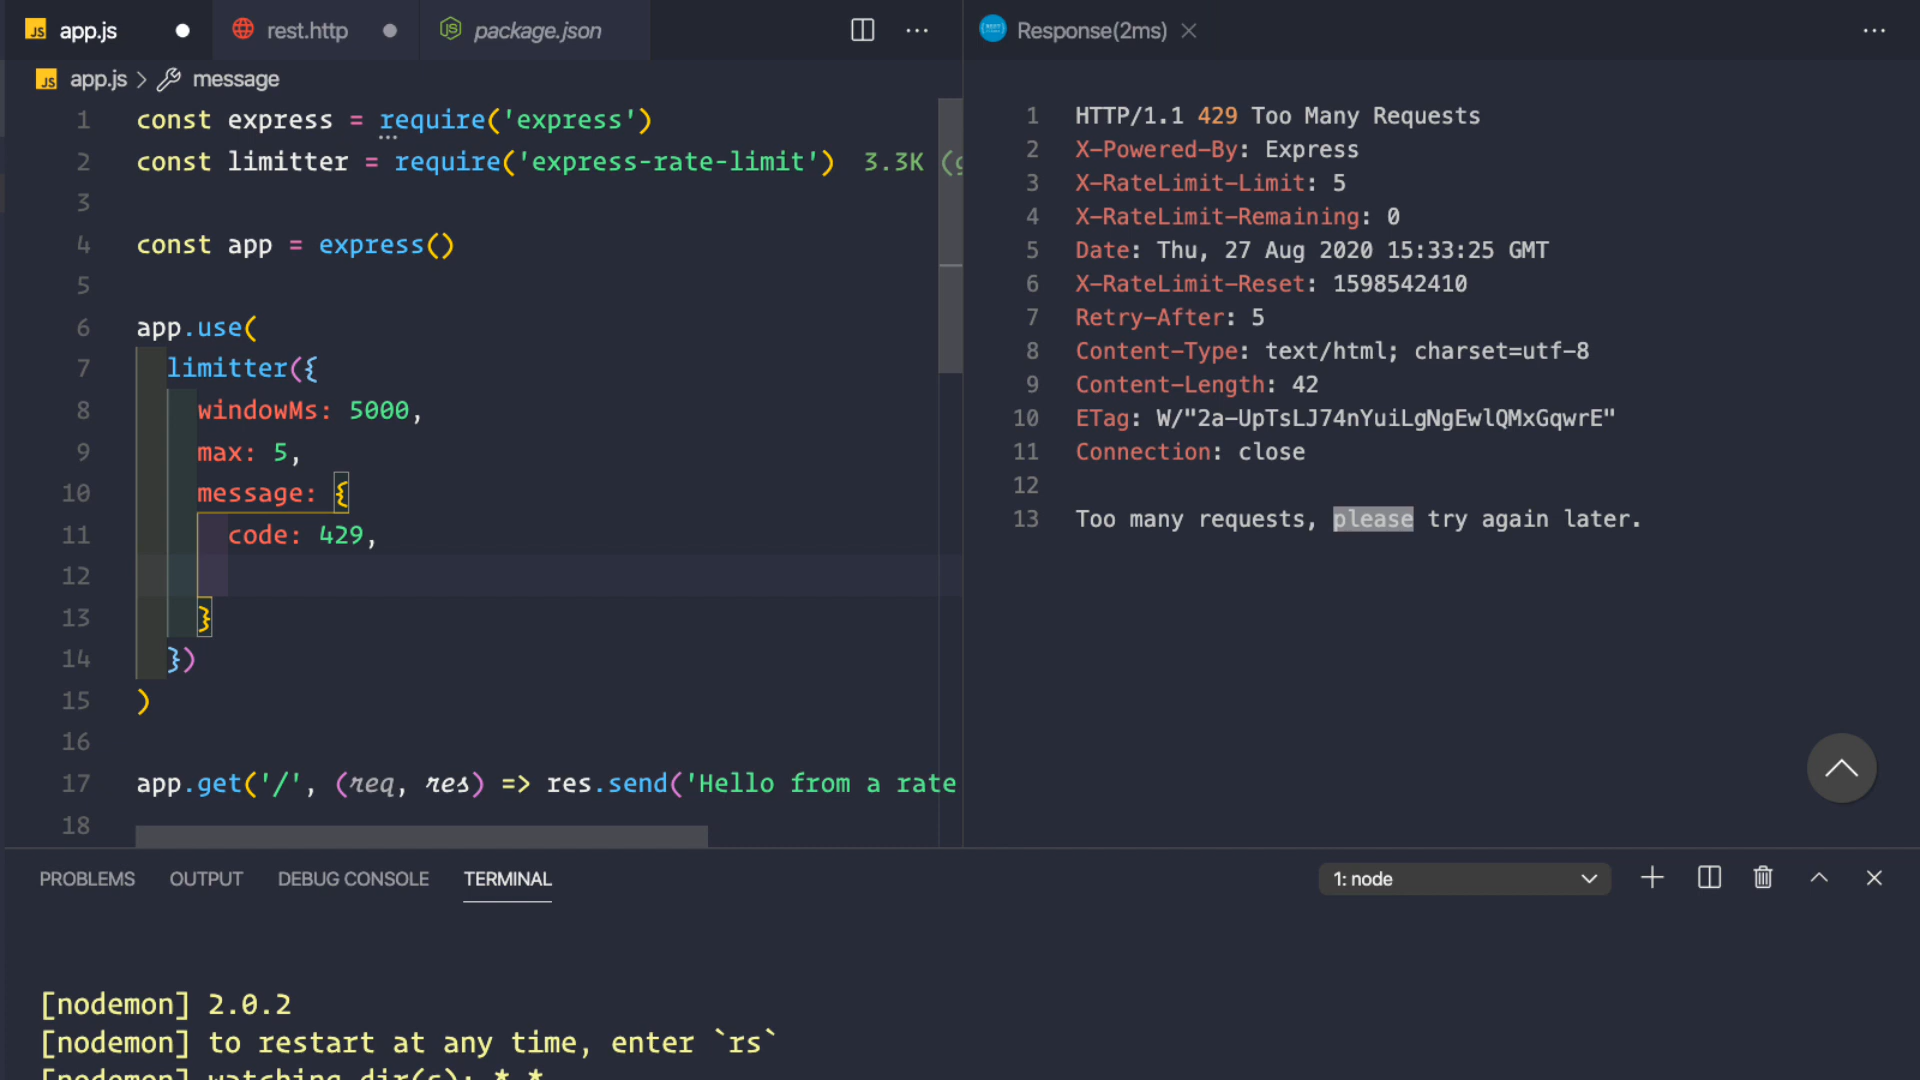 JS app.js
rest.http
package.json
JS app.js > message
1 const express = require('express')
2 const limitter = require('express-rate-limit') 3.3K (g
3
4 const app = express()
5
6 app.use(
7 limitter({
8 windowMs: 5000,
9 max: 5,
10 message: {
11 code: 429,
12
13 }
14 })
15 )
16
17 app.get('/', (req, res) => res.send('Hello from a rate
18
Response(2ms)
1 HTTP/1.1 429 Too Many Requests
2 X-Powered-By: Express
3 X-RateLimit-Limit: 5
4 X-RateLimit-Remaining: 0
5 Date: Thu, 27 Aug 2020 15:33:25 GMT
6 X-RateLimit-Reset: 1598542410
7 Retry-After: 5
8 Content-Type: text/html; charset=utf-8
9 Content-Length: 42
10 ETag: W/"2a-UpTsLJ74nYuiLgNgEwlQMxGqwrE"
11 Connection: close
12
13 Too many requests, please try again later.
PROBLEMS OUTPUT DEBUG CONSOLE TERMINAL
1: node
[nodemon] 2.0.2
[nodemon] to restart at any time, enter `rs`
[nodemon] watching dir(s): *.*